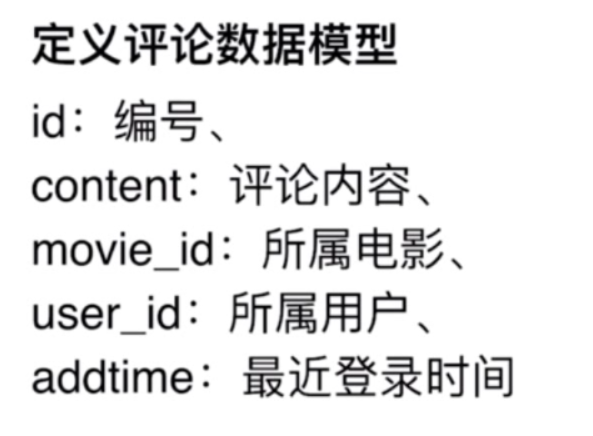 定义评论数据模型
id：编号、
content：评论内容、
movie_id：所属电影、
user_id：所属用户、
addtime：最近登录时间